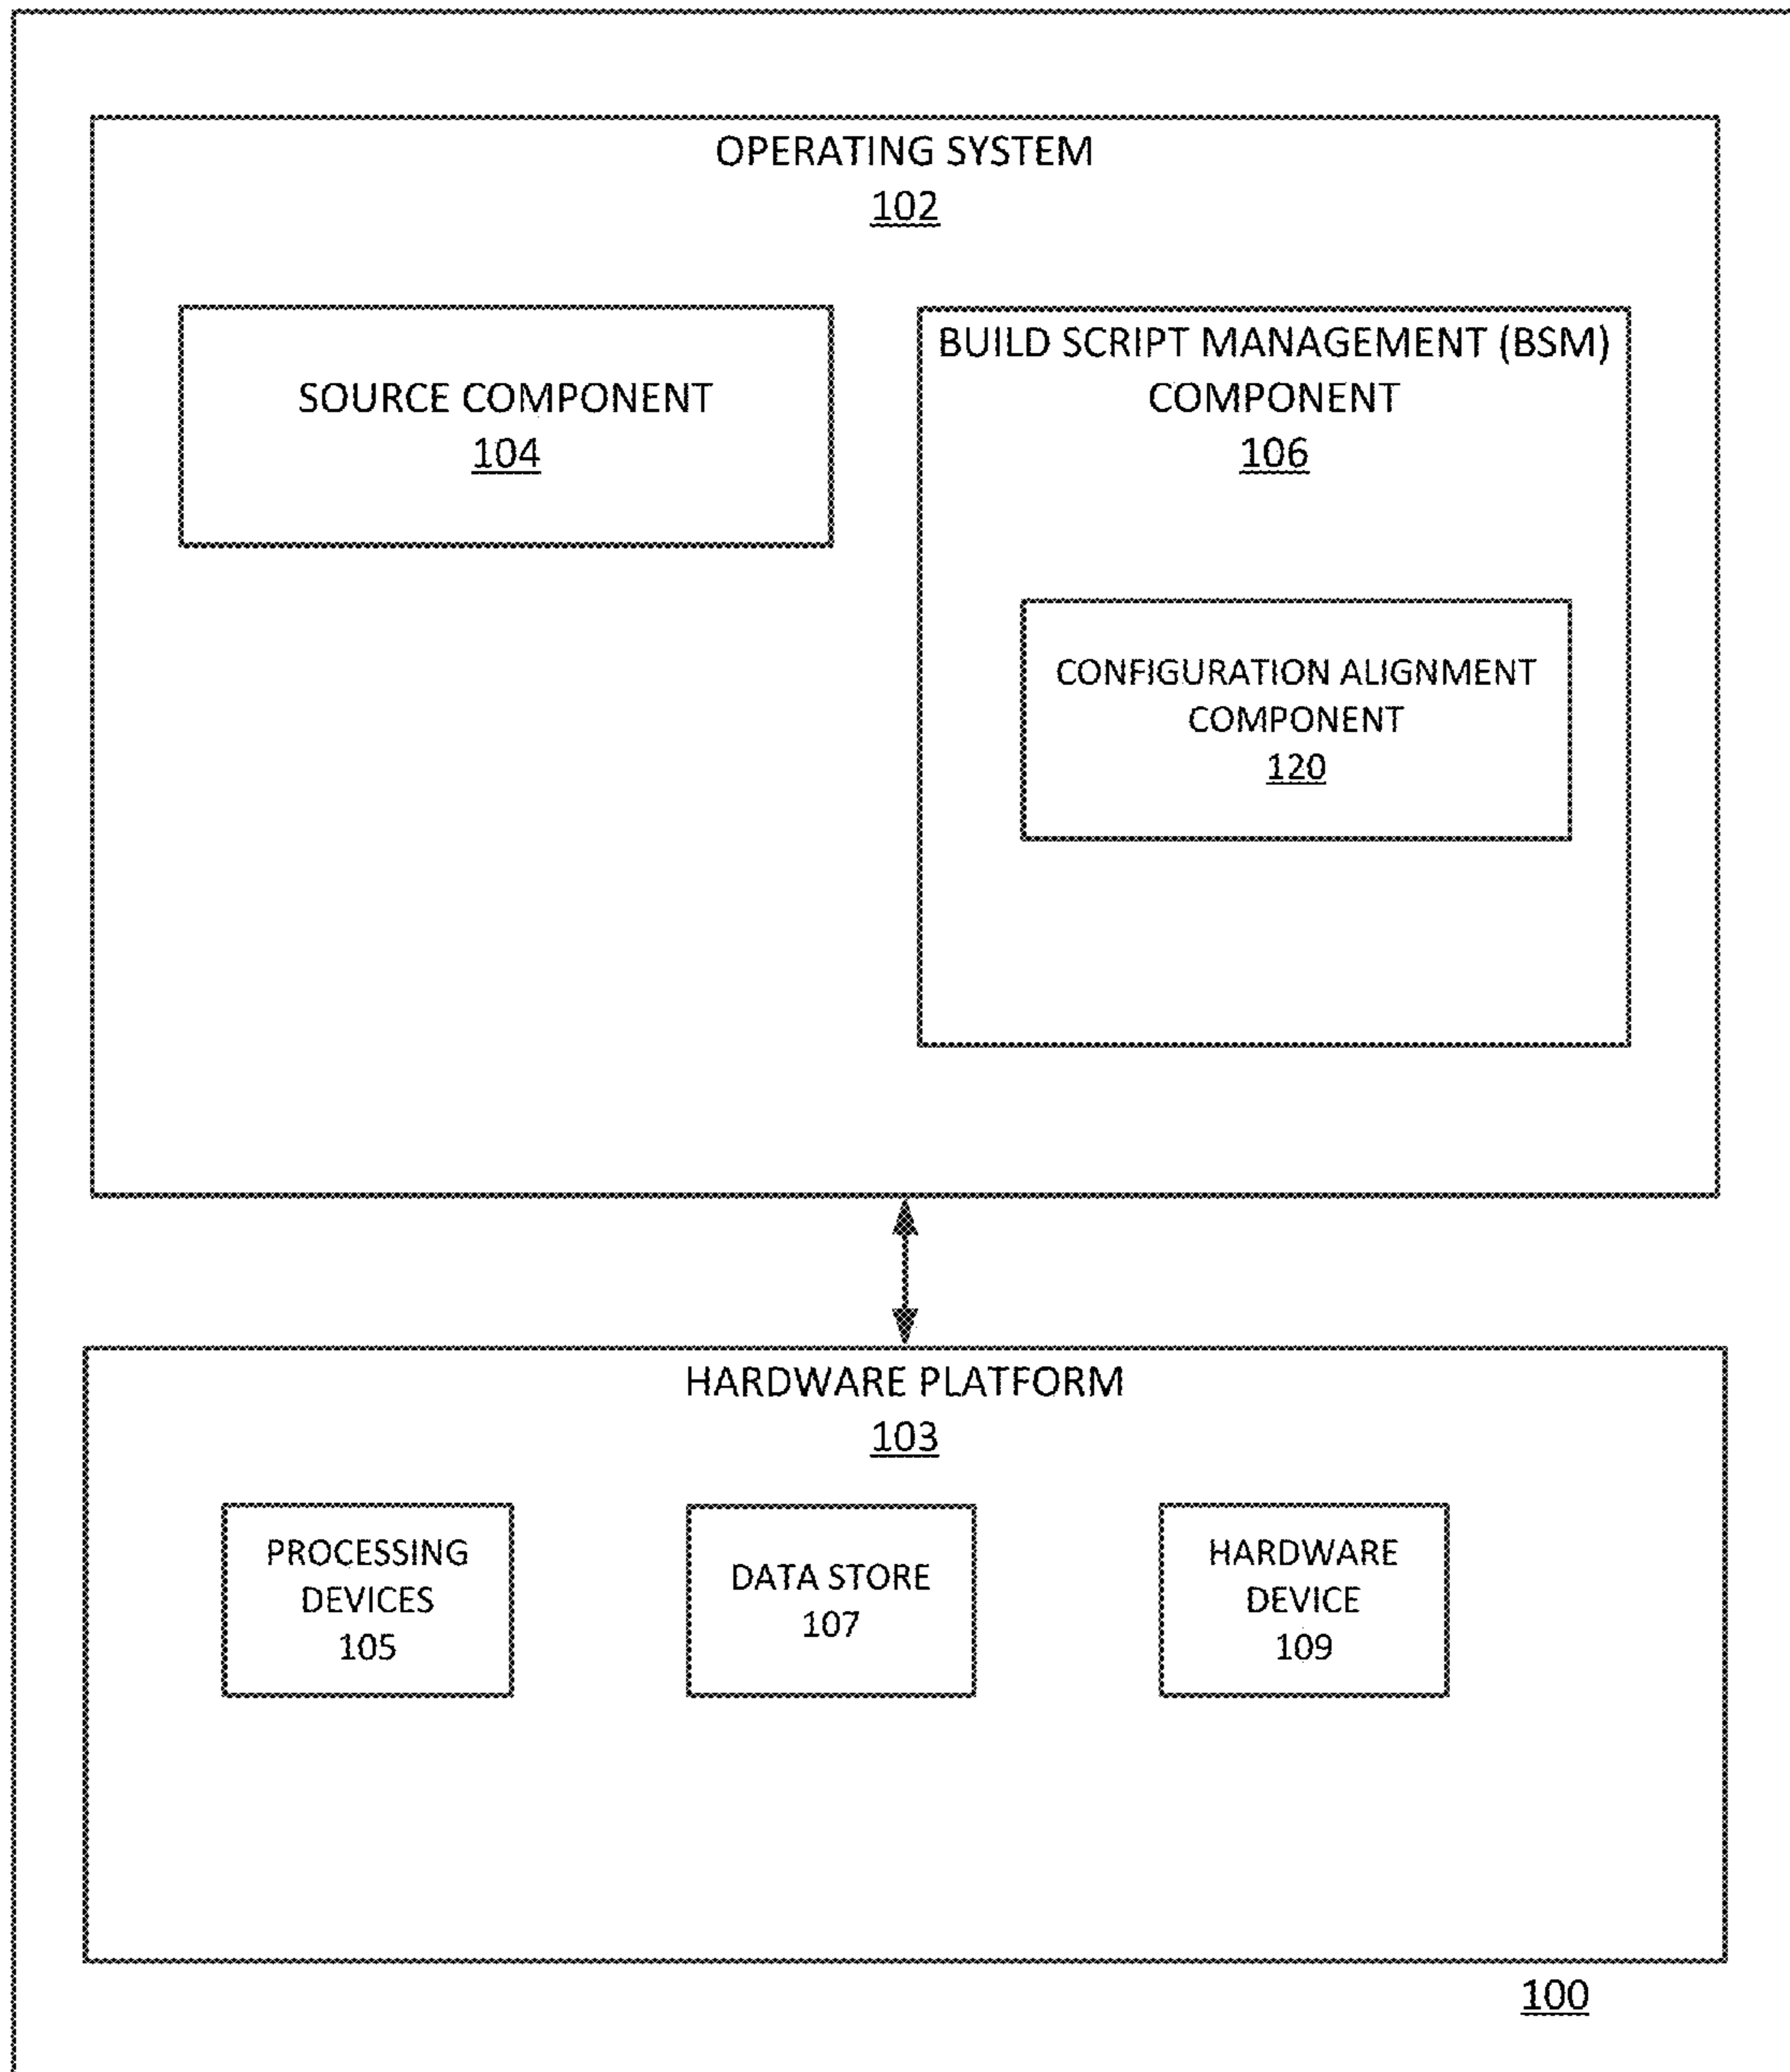 OPERATING SYSTEM
102
SOURCE COMPONENT
104
BUILD SCRIPT MANAGEMENT (BSM)
COMPONENT
106
CONFIGURATION ALIGNMENT
COMPONENT
120
HARDWARE PLATFORM
103
PROCESSING
DEVICES
105
DATA STORE
107
HARDWARE
DEVICE
109
100